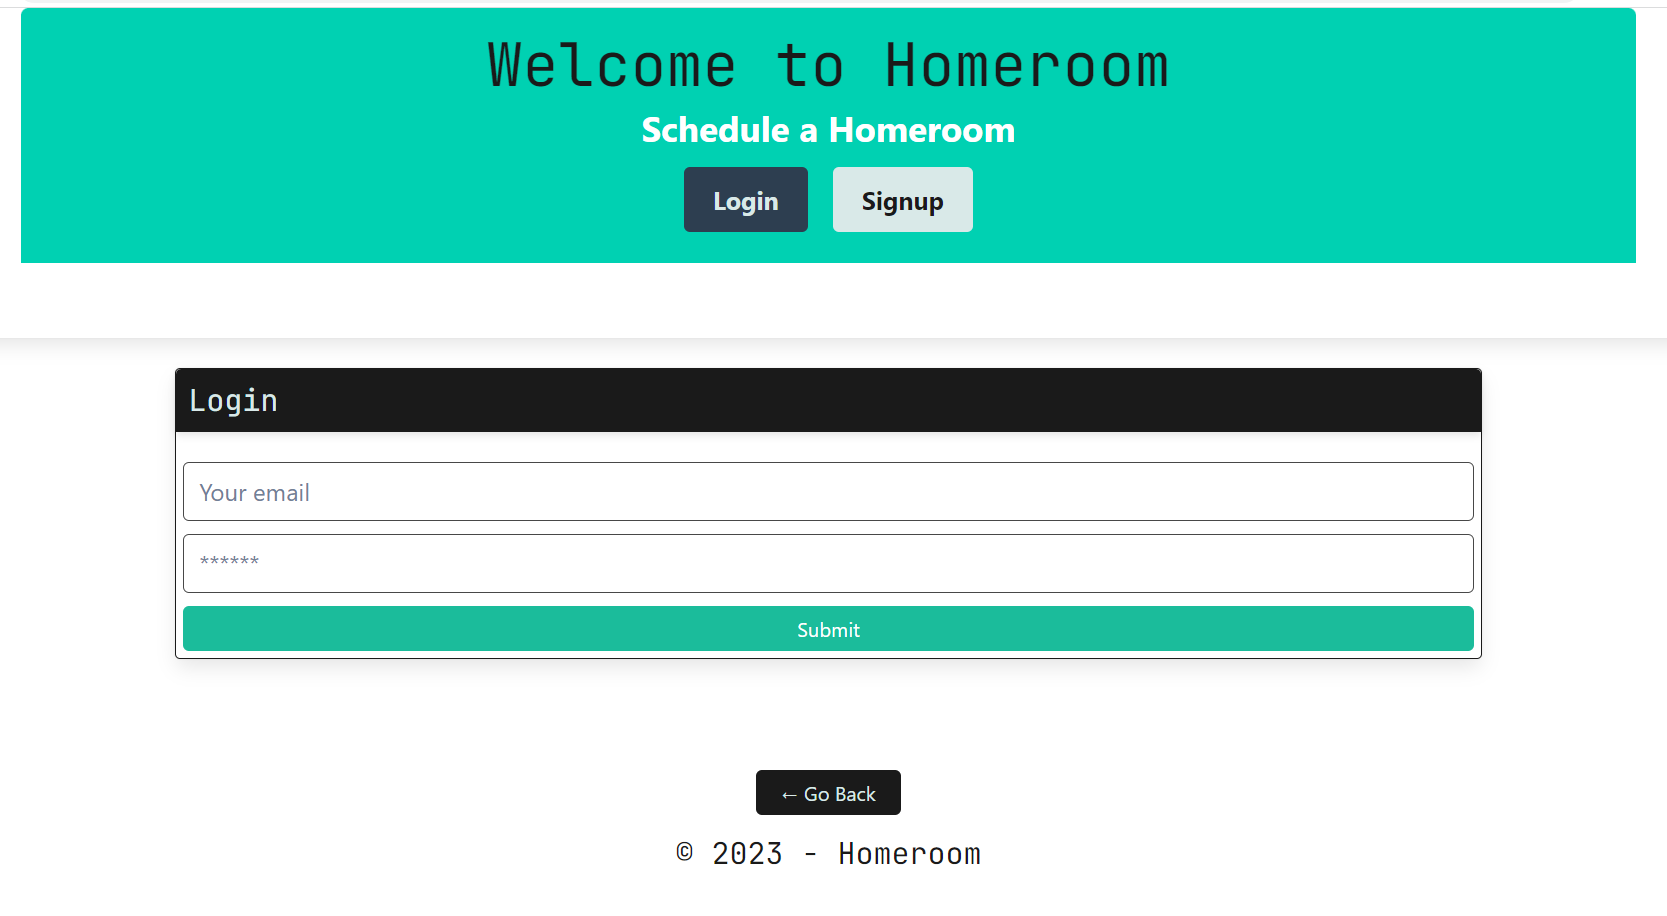 Welcome to Homeroom
Schedule a Homeroom
Login Signup
Login
Your email
******
Submit
← Go Back
© 2023 - Homeroom